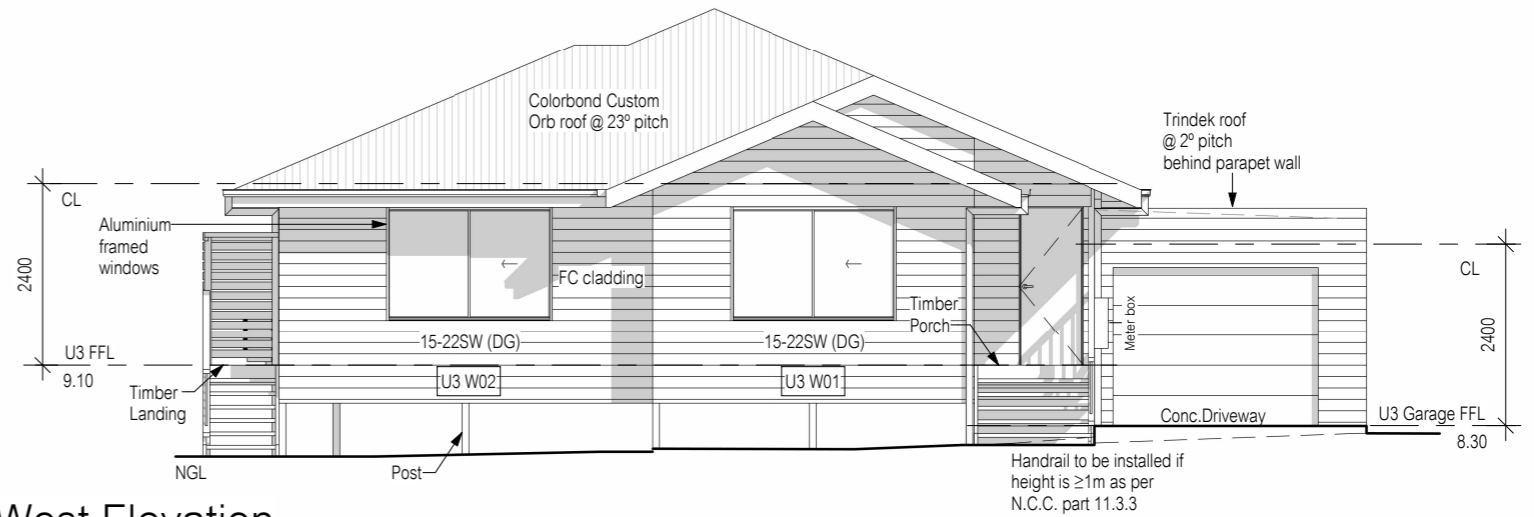 Colorbond Custom
Orb roof @ 23º pitch
Trindek roof
@ 2º pitch
behind parapet wall
CL
Aluminium
framed
windows
2400
FC cladding
CL
Timber
Porch
Meter box
2400
15-22SW (DG)
15-22SW (DG)
U3 FFL
9.10
U3 W02
U3 W01
Timber
Landing
Conc.Driveway
U3 Garage FFL
8.30
NGL
Post
Handrail to be installed if
height is ≥1m as per
N.C.C. part 11.3.3
West Elevation